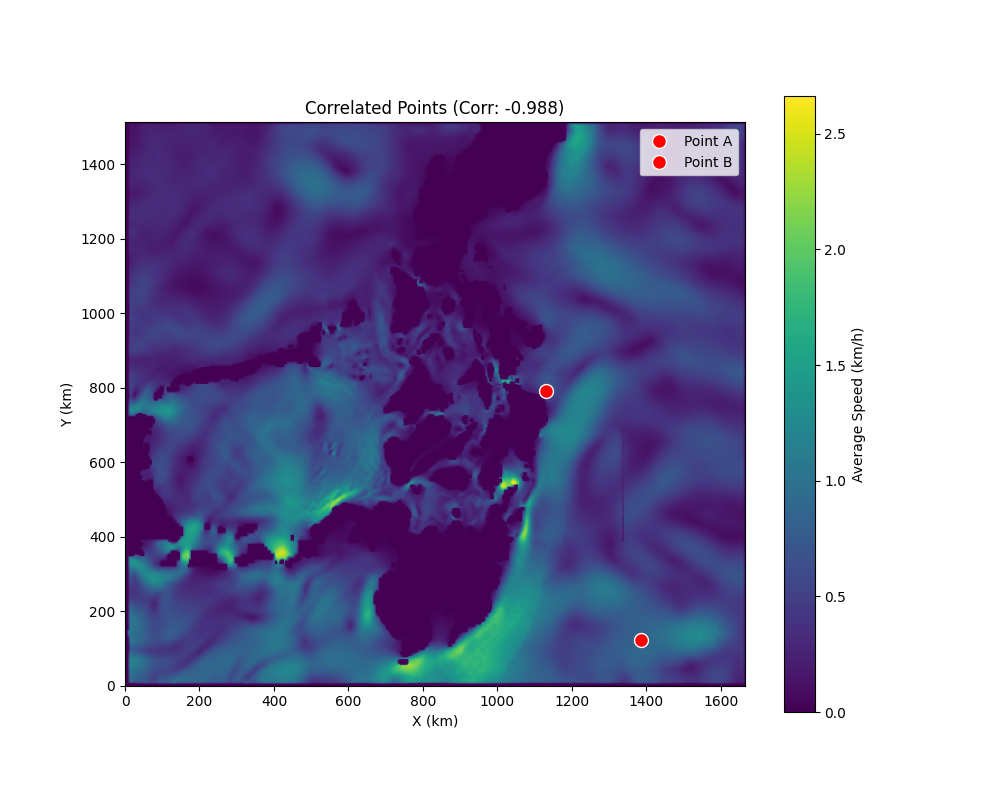 Correlated Points (Corr: -0.988)
Point A
Point B
1400
1200
1000
800
600
400
200
0
Y (km)
0 200 400 600 800 1000 1200 1400 1600
X (km)
2.5
2.0
1.5
1.0
0.5
0.0
Average Speed (km/h)